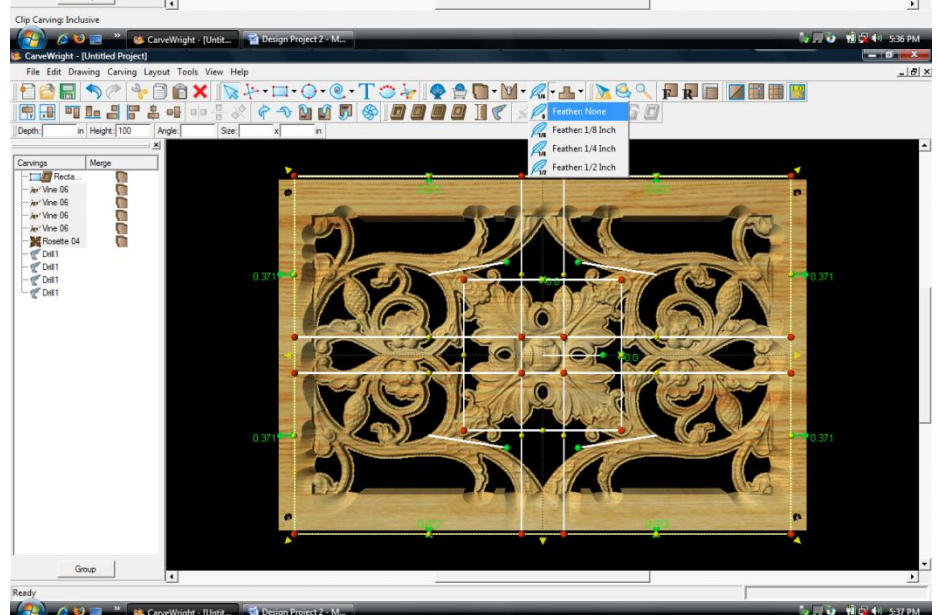 Clip Carving: Inclusive
CarveWright - [Untit... Design Project 2 - M... 5:36 PM
CarveWright - [Untitled Project]
File Edit Drawing Carving Layout Tools View Help
Depth: in Height: 100 Angle: Size: x in
Feather: None
Feather: 1/8 Inch
Feather: 1/4 Inch
Feather: 1/2 Inch
Carvings Merge
Recta...
Vine 06
Vine 06
Vine 06
Vine 06
Rosette 04
Drill1
Drill1
Drill1
Drill1
0.371 0.371
0.0
0.0
0.371 0.371
Group
Ready
CarveWright - [Untit... Design Project 2 - M... 5:37 PM